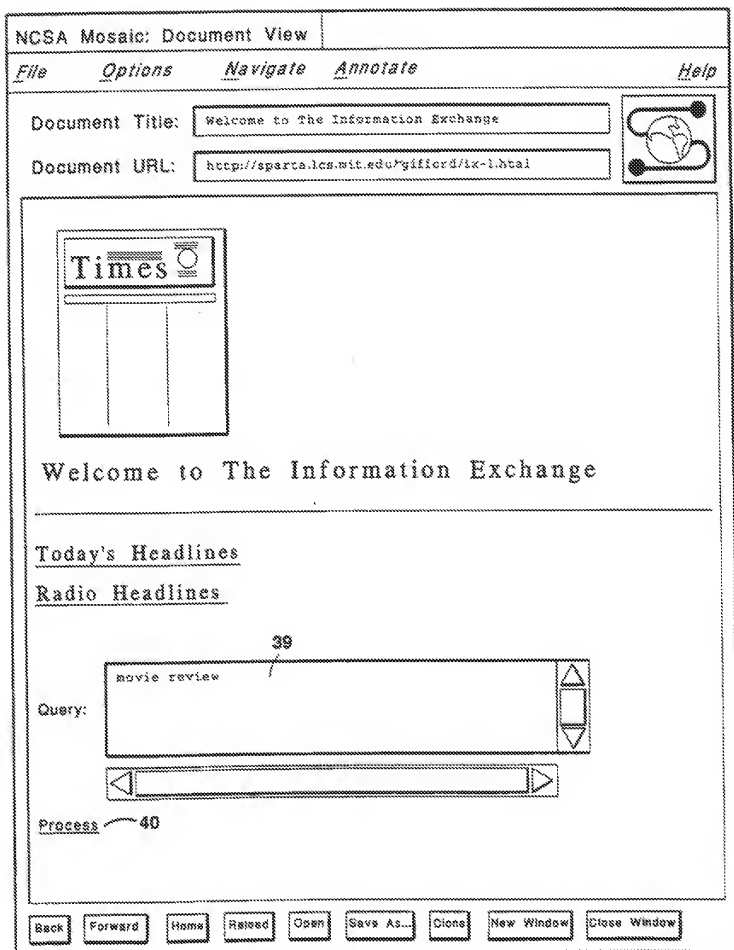 NCSA Mosaic: Document View
File Options Navigate Annotate Help
Document Title: Welcome to The Information Exchange
Document URL: http://sparta.lcs.mit.edu/~gifford/ix-1.html
Times
Welcome to The Information Exchange
Today's Headlines
Radio Headlines
39
movie review
Query:
Process 40
Back Forward Home Reload Open Save As... Clone New Window Close Window